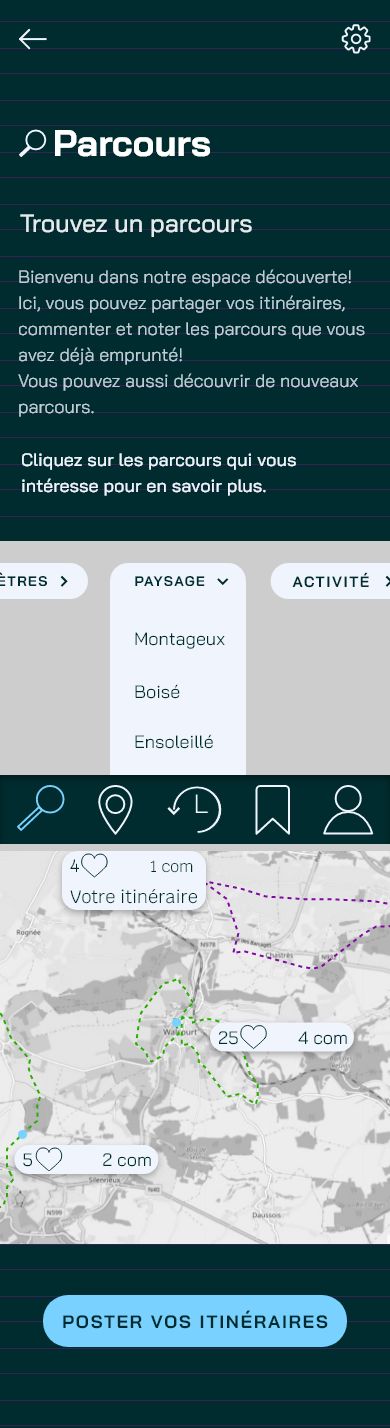 Parcours
Trouvez un parcours
Bienvenu dans notre espace découverte!
Ici, vous pouvez partager vos itinéraires,
commenter et noter les parcours que vous
avez déjà emprunté!
Vous pouvez aussi découvrir de nouveaux
parcours.
Cliquez sur les parcours qui vous
intéresse pour en savoir plus.
ÈTRES
PAYSAGE
ACTIVITÉ
Montageux
Boisé
Ensoleillé
4 1 com
Votre itinéraire
Rognée
N978
Chastrès
Walcourt
25 4 com
5 2 com
Silenrieux
N40
N599
Daussois
POSTER VOS ITINÉRAIRES